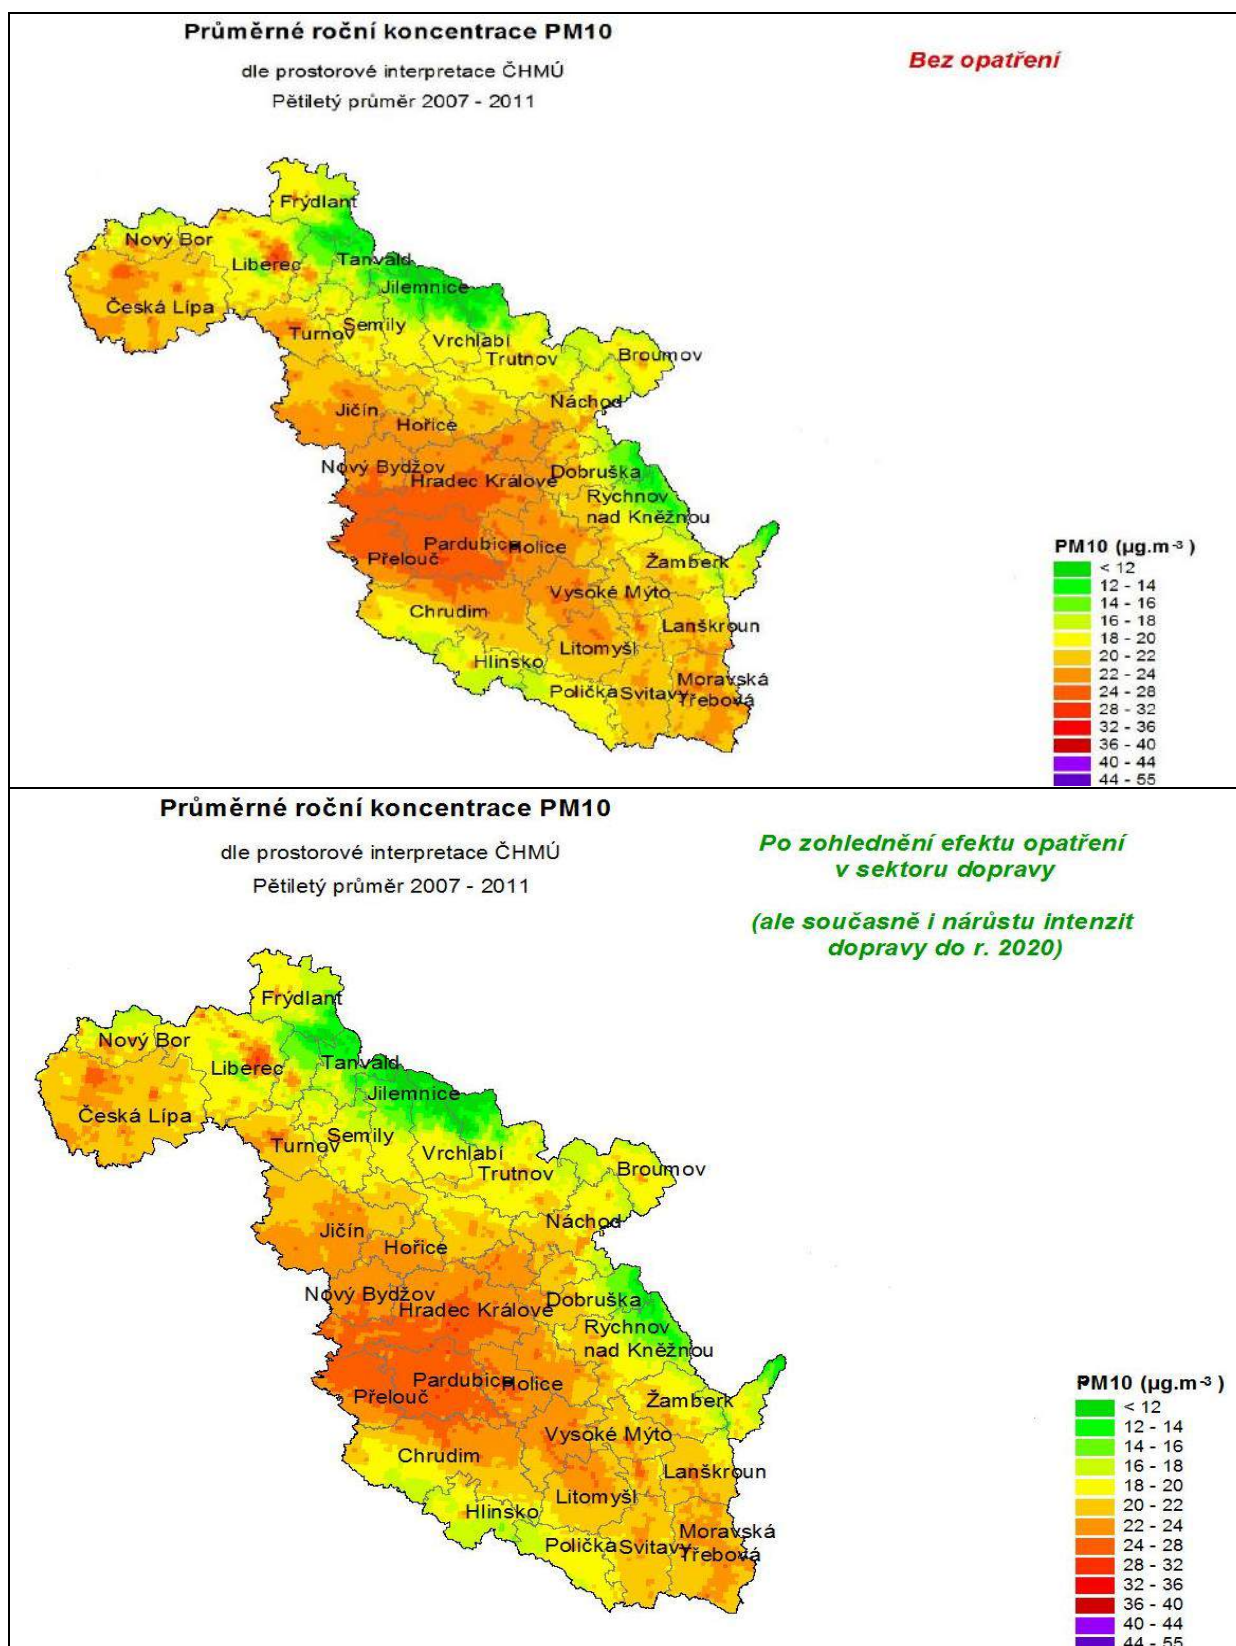 Průměrné roční koncentrace PM10
dle prostorové interpretace ČHMÚ
Pětiletý průměr 2007 - 2011
Bez opatření
Frýdlant
Nový Bor
Liberec
Tanvald
Jilemnice
Česká Lípa
Turnov
Semily
Vrchlabí
Trutnov
Broumov
Jičín
Náchod
Hořice
Nový Bydžov
Hradec Králové
Dobruška
Rychnov
nad Kněžnou
Pardubice
Holice
Přelouč
Žamberk
Vysoké Mýto
Chrudim
Lanškroun
Litomyšl
Hlinsko
Polička
Svitavy
Moravská
Třebová
PM10 (µg.m-³ )
< 12
12 - 14
14 - 16
16 - 18
18 - 20
20 - 22
22 - 24
24 - 28
28 - 32
32 - 36
36 - 40
40 - 44
44 - 55
Průměrné roční koncentrace PM10
dle prostorové interpretace ČHMÚ
Pětiletý průměr 2007 - 2011
Po zohlednění efektu opatření
v sektoru dopravy
(ale současně i nárůstu intenzit
dopravy do r. 2020)
Frýdlant
Nový Bor
Liberec
Tanvald
Jilemnice
Česká Lípa
Turnov
Semily
Vrchlabí
Trutnov
Broumov
Jičín
Náchod
Hořice
Nový Bydžov
Hradec Králové
Dobruška
Rychnov
nad Kněžnou
Pardubice
Holice
Přelouč
Žamberk
Vysoké Mýto
Chrudim
Lanškroun
Litomyšl
Hlinsko
Polička
Svitavy
Moravská
Třebová
PM10 (µg.m-³ )
< 12
12 - 14
14 - 16
16 - 18
18 - 20
20 - 22
22 - 24
24 - 28
28 - 32
32 - 36
36 - 40
40 - 44
44 - 55